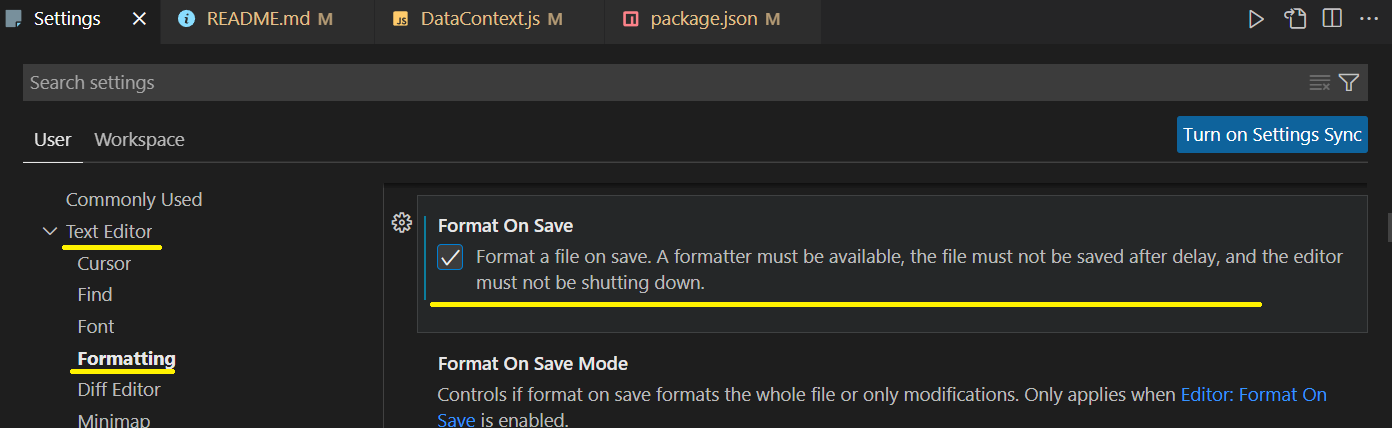 Settings
README.md M
JS DataContext.js M
package.json M
Search settings
User
Workspace
Turn on Settings Sync
Commonly Used
Text Editor
Cursor
Find
Font
Formatting
Diff Editor
Minimap
Format On Save
Format a file on save. A formatter must be available, the file must not be saved after delay, and the editor
must not be shutting down.
Format On Save Mode
Controls if format on save formats the whole file or only modifications. Only applies when Editor: Format On
Save is enabled.